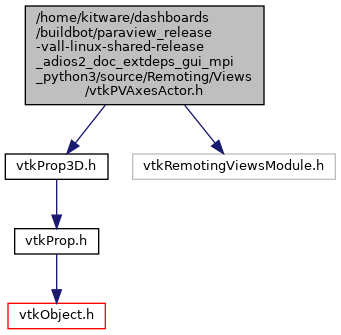 /home/kitware/dashboards
/buildbot/paraview_release
-vall-linux-shared-release
_adios2_doc_extdeps_gui_mpi
_python3/source/Remoting/Views
/vtkPVAxesActor.h
vtkProp3D.h
vtkRemotingViewsModule.h
vtkProp.h
vtkObject.h